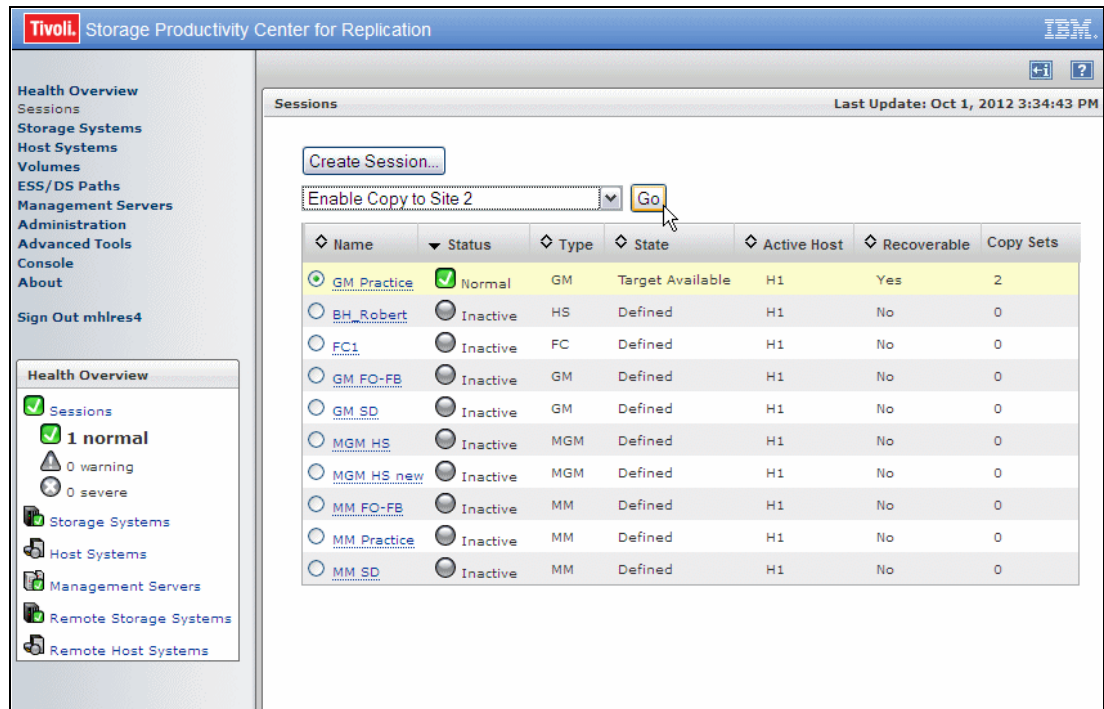 Tivoli. Storage Productivity Center for Replication IBM.
Health Overview
Sessions
Storage Systems
Host Systems
Volumes
ESS/DS Paths
Management Servers
Administration
Advanced Tools
Console
About
Sign Out mhlres4
Health Overview
Sessions
1 normal
0 warning
0 severe
Storage Systems
Host Systems
Management Servers
Remote Storage Systems
Remote Host Systems
i ?
Sessions Last Update: Oct 1, 2012 3:34:43 PM
Create Session...
Enable Copy to Site 2 Go
Name Status Type State Active Host Recoverable Copy Sets
GM Practice Normal GM Target Available H1 Yes 2
BH_Robert Inactive HS Defined H1 No 0
FC1 Inactive FC Defined H1 No 0
GM FO-FB Inactive GM Defined H1 No 0
GM SD Inactive GM Defined H1 No 0
MGM HS Inactive MGM Defined H1 No 0
MGM HS new Inactive MGM Defined H1 No 0
MM FO-FB Inactive MM Defined H1 No 0
MM Practice Inactive MM Defined H1 No 0
MM SD Inactive MM Defined H1 No 0